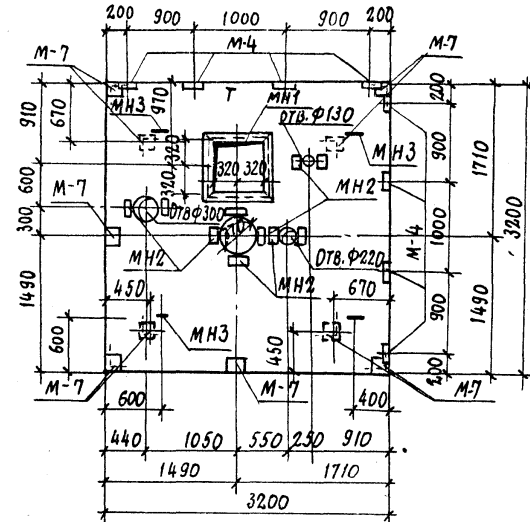 200 900 1000 900 200
М-7 М-4 М-7
910 670 МН3 970 Т МН1 200
ОТВ. Ф130
320 320 320 900 1710
МН3
600 320 МН2
М-7
300 ОТВ Ф300 3200
М-4 1000
МН2 ОТВ. Ф220
МН2
1490 450 670 900 1490
600 МН3 450
М-7 М-7 М-7 200
600 400
440 1050 550 250 910
1490 1710
3200